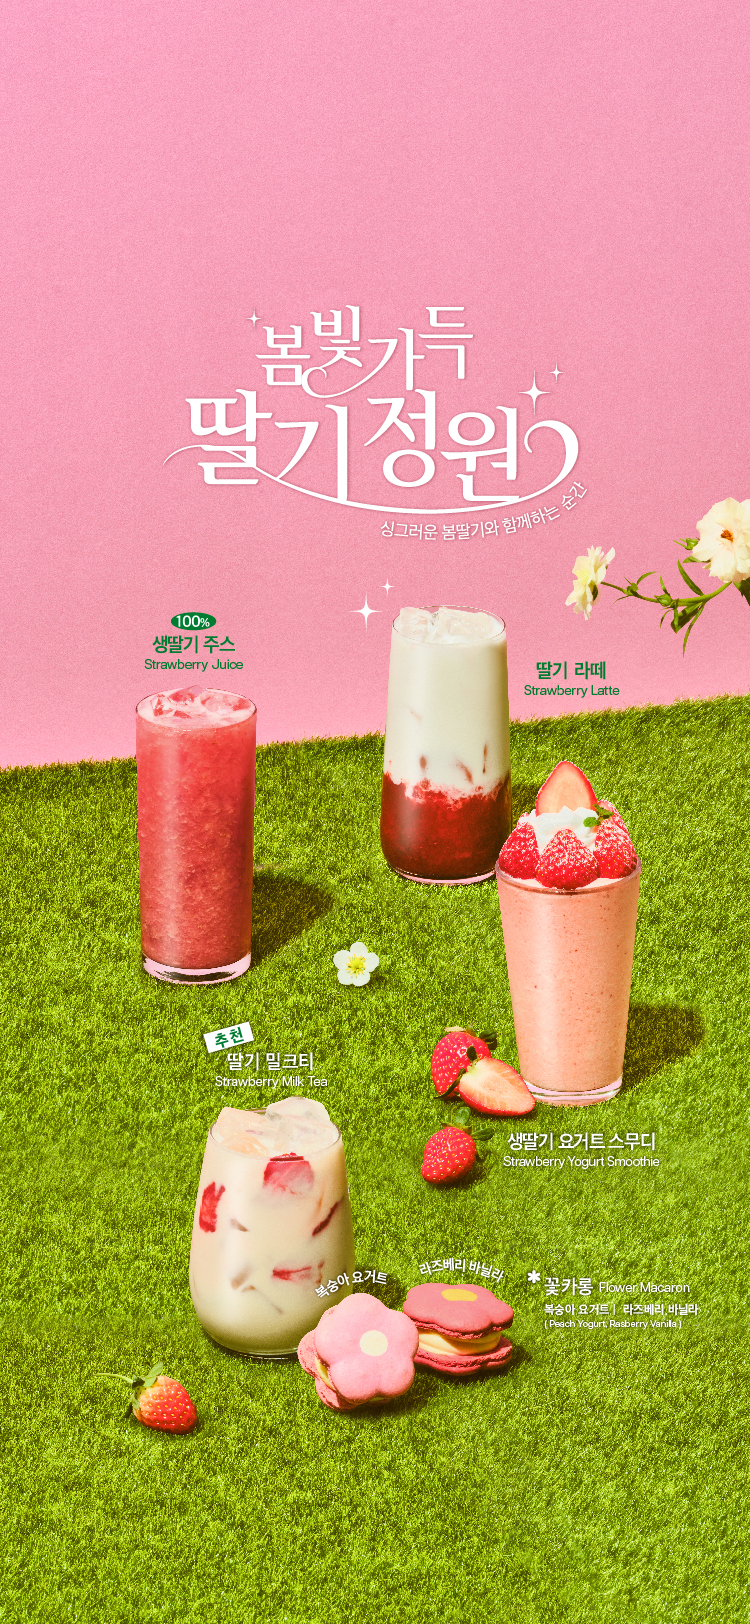 봄빛 가득
딸기정원
싱그러운 봄딸기와 함께하는 순간
100%
생딸기 주스
Strawberry Juice
딸기 라떼
Strawberry Latte
추천
딸기 밀크티
Strawberry Milk Tea
생딸기 요거트 스무디
Strawberry Yogurt Smoothie
복숭아 요거트
라즈베리 바닐라
*꽃카롱 Flower Macaron
복숭아 요거트 | 라즈베리 바닐라
( Peach Yogurt, Rasberry Vanilla )